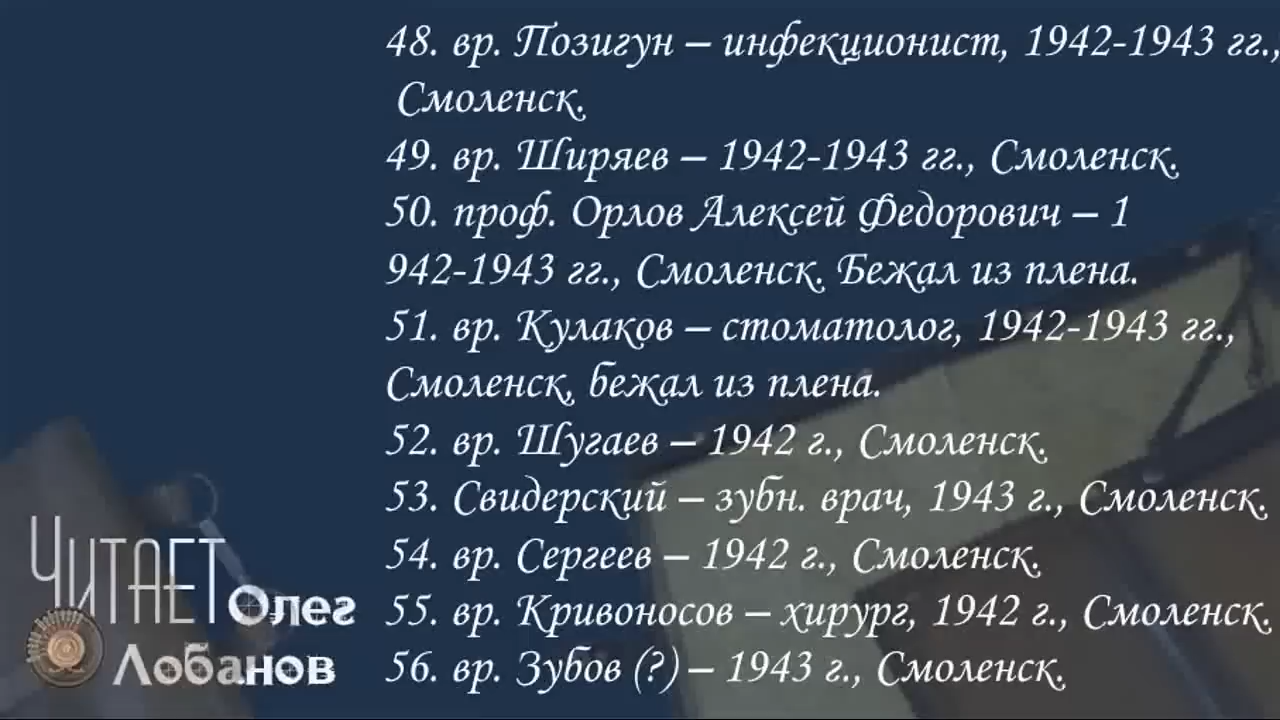 48. вр. Позигун – инфекционист, 1942-1943 гг.,
Смоленск.
49. вр. Ширяев – 1942-1943 гг., Смоленск.
50. проф. Орлов Алексей Федорович – 1
942-1943 гг., Смоленск. Бежал из плена.
51. вр. Кулаков – стоматолог, 1942-1943 гг.,
Смоленск, бежал из плена.
52. вр. Шугаев – 1942 г., Смоленск.
53. Свидерский – зубн. врач, 1943 г., Смоленск.
54. вр. Сергеев – 1942 г., Смоленск.
55. вр. Кривоносов – хирург, 1942 г., Смоленск.
56. вр. Зубов (?) – 1943 г., Смоленск.
Читает
Олег
Лобанов